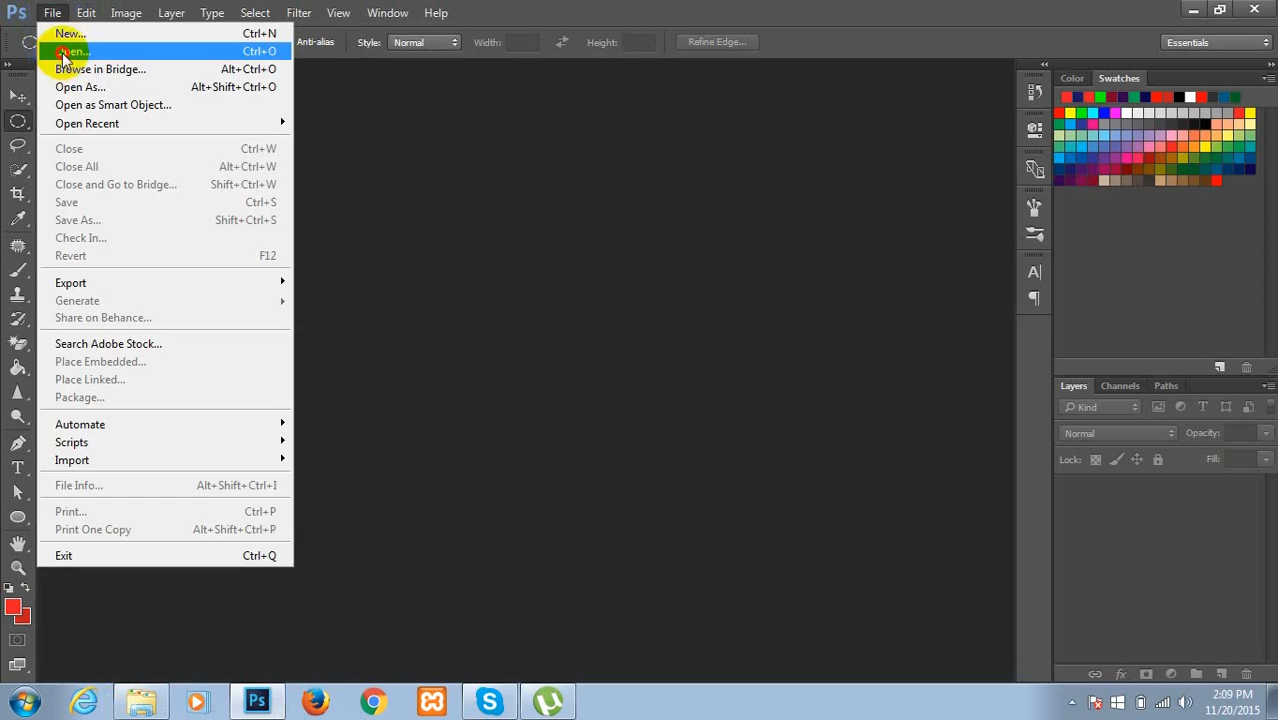 Ps File Edit Image Layer Type Select Filter View Window Help
Anti-alias Style: Normal Width: Height: Refine Edge... Essentials
New... Ctrl+N
Open... Ctrl+O
Browse in Bridge... Alt+Ctrl+O
Open As... Alt+Shift+Ctrl+O
Open as Smart Object...
Open Recent
Close Ctrl+W
Close All Alt+Ctrl+W
Close and Go to Bridge... Shift+Ctrl+W
Save Ctrl+S
Save As... Shift+Ctrl+S
Check In...
Revert F12
Export
Generate
Share on Behance...
Search Adobe Stock...
Place Embedded...
Place Linked...
Package...
Automate
Scripts
Import
File Info... Alt+Shift+Ctrl+I
Print... Ctrl+P
Print One Copy Alt+Shift+Ctrl+P
Exit Ctrl+Q
Color Swatches
Layers Channels Paths
Kind
Normal Opacity:
Lock: Fill:
Ps
2:09 PM
11/20/2015